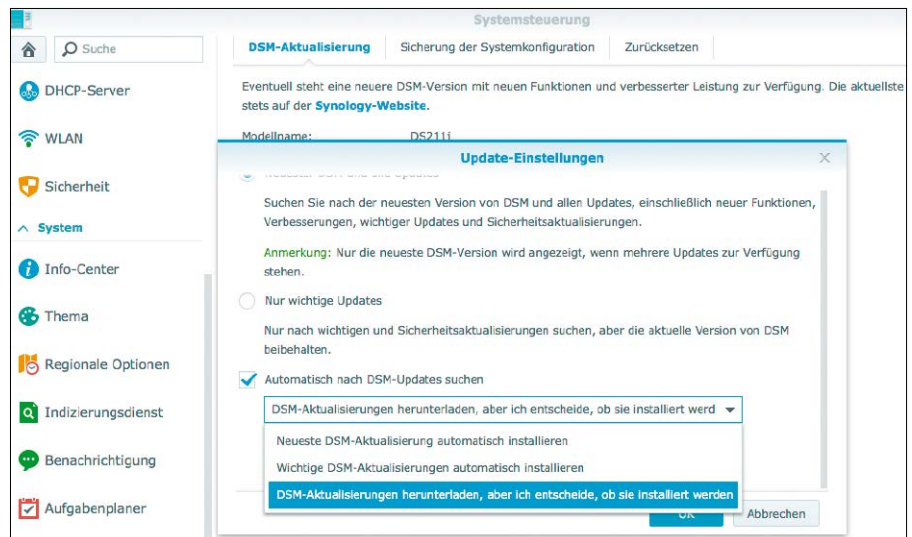 Systemsteuerung
Suche
DHCP-Server
WLAN
Sicherheit
System
Info-Center
Thema
Regionale Optionen
Indizierungsdienst
Benachrichtigung
Aufgabenplaner
DSM-Aktualisierung
Sicherung der Systemkonfiguration
Zurücksetzen
Eventuell steht eine neuere DSM-Version mit neuen Funktionen und verbesserter Leistung zur Verfügung. Die aktuellste
stets auf der Synology-Website.
Modellname: DS211j
Update-Einstellungen
Suchen Sie nach der neuesten Version von DSM und allen Updates, einschließlich neuer Funktionen,
Verbesserungen, wichtiger Updates und Sicherheitsaktualisierungen.
Anmerkung: Nur die neueste DSM-Version wird angezeigt, wenn mehrere Updates zur Verfügung
stehen.
Nur wichtige Updates
Nur nach wichtigen und Sicherheitsaktualisierungen suchen, aber die aktuelle Version von DSM
beibehalten.
Automatisch nach DSM-Updates suchen
DSM-Aktualisierungen herunterladen, aber ich entscheide, ob sie installiert werd
Neueste DSM-Aktualisierung automatisch installieren
Wichtige DSM-Aktualisierungen automatisch installieren
DSM-Aktualisierungen herunterladen, aber ich entscheide, ob sie installiert werden
OK
Abbrechen